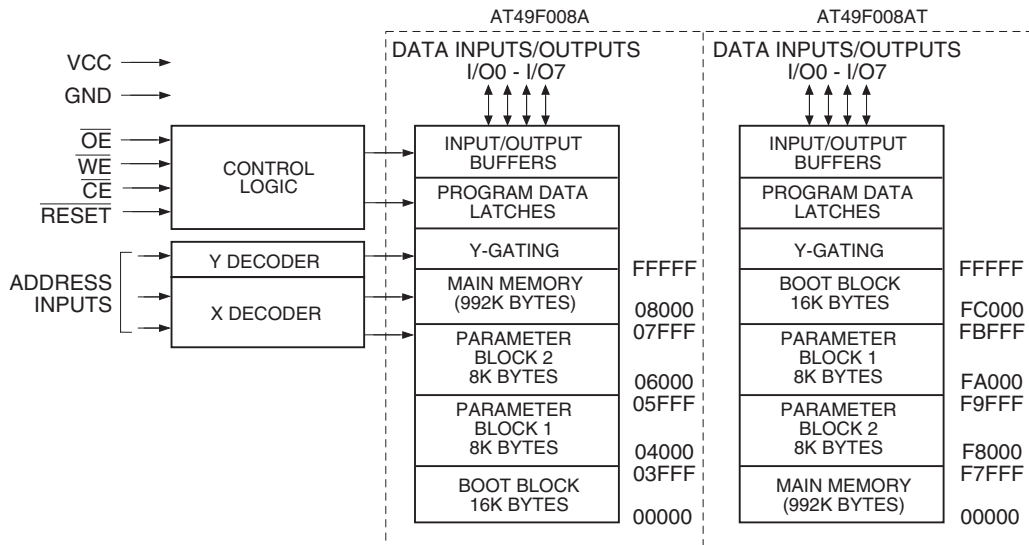 AT49F008A
AT49F008AT
VCC
GND
OE
WE
CE
RESET
ADDRESS
INPUTS
CONTROL
LOGIC
Y DECODER
X DECODER
DATA INPUTS/OUTPUTS
I/O0 - I/O7
INPUT/OUTPUT
BUFFERS
PROGRAM DATA
LATCHES
Y-GATING
MAIN MEMORY
(992K BYTES)
PARAMETER
BLOCK 2
8K BYTES
PARAMETER
BLOCK 1
8K BYTES
BOOT BLOCK
16K BYTES
FFFFF
08000
07FFF
06000
05FFF
04000
03FFF
00000
DATA INPUTS/OUTPUTS
I/O0 - I/O7
INPUT/OUTPUT
BUFFERS
PROGRAM DATA
LATCHES
Y-GATING
BOOT BLOCK
16K BYTES
PARAMETER
BLOCK 1
8K BYTES
PARAMETER
BLOCK 2
8K BYTES
MAIN MEMORY
(992K BYTES)
FFFFF
FC000
FBFFF
FA000
F9FFF
F8000
F7FFF
00000